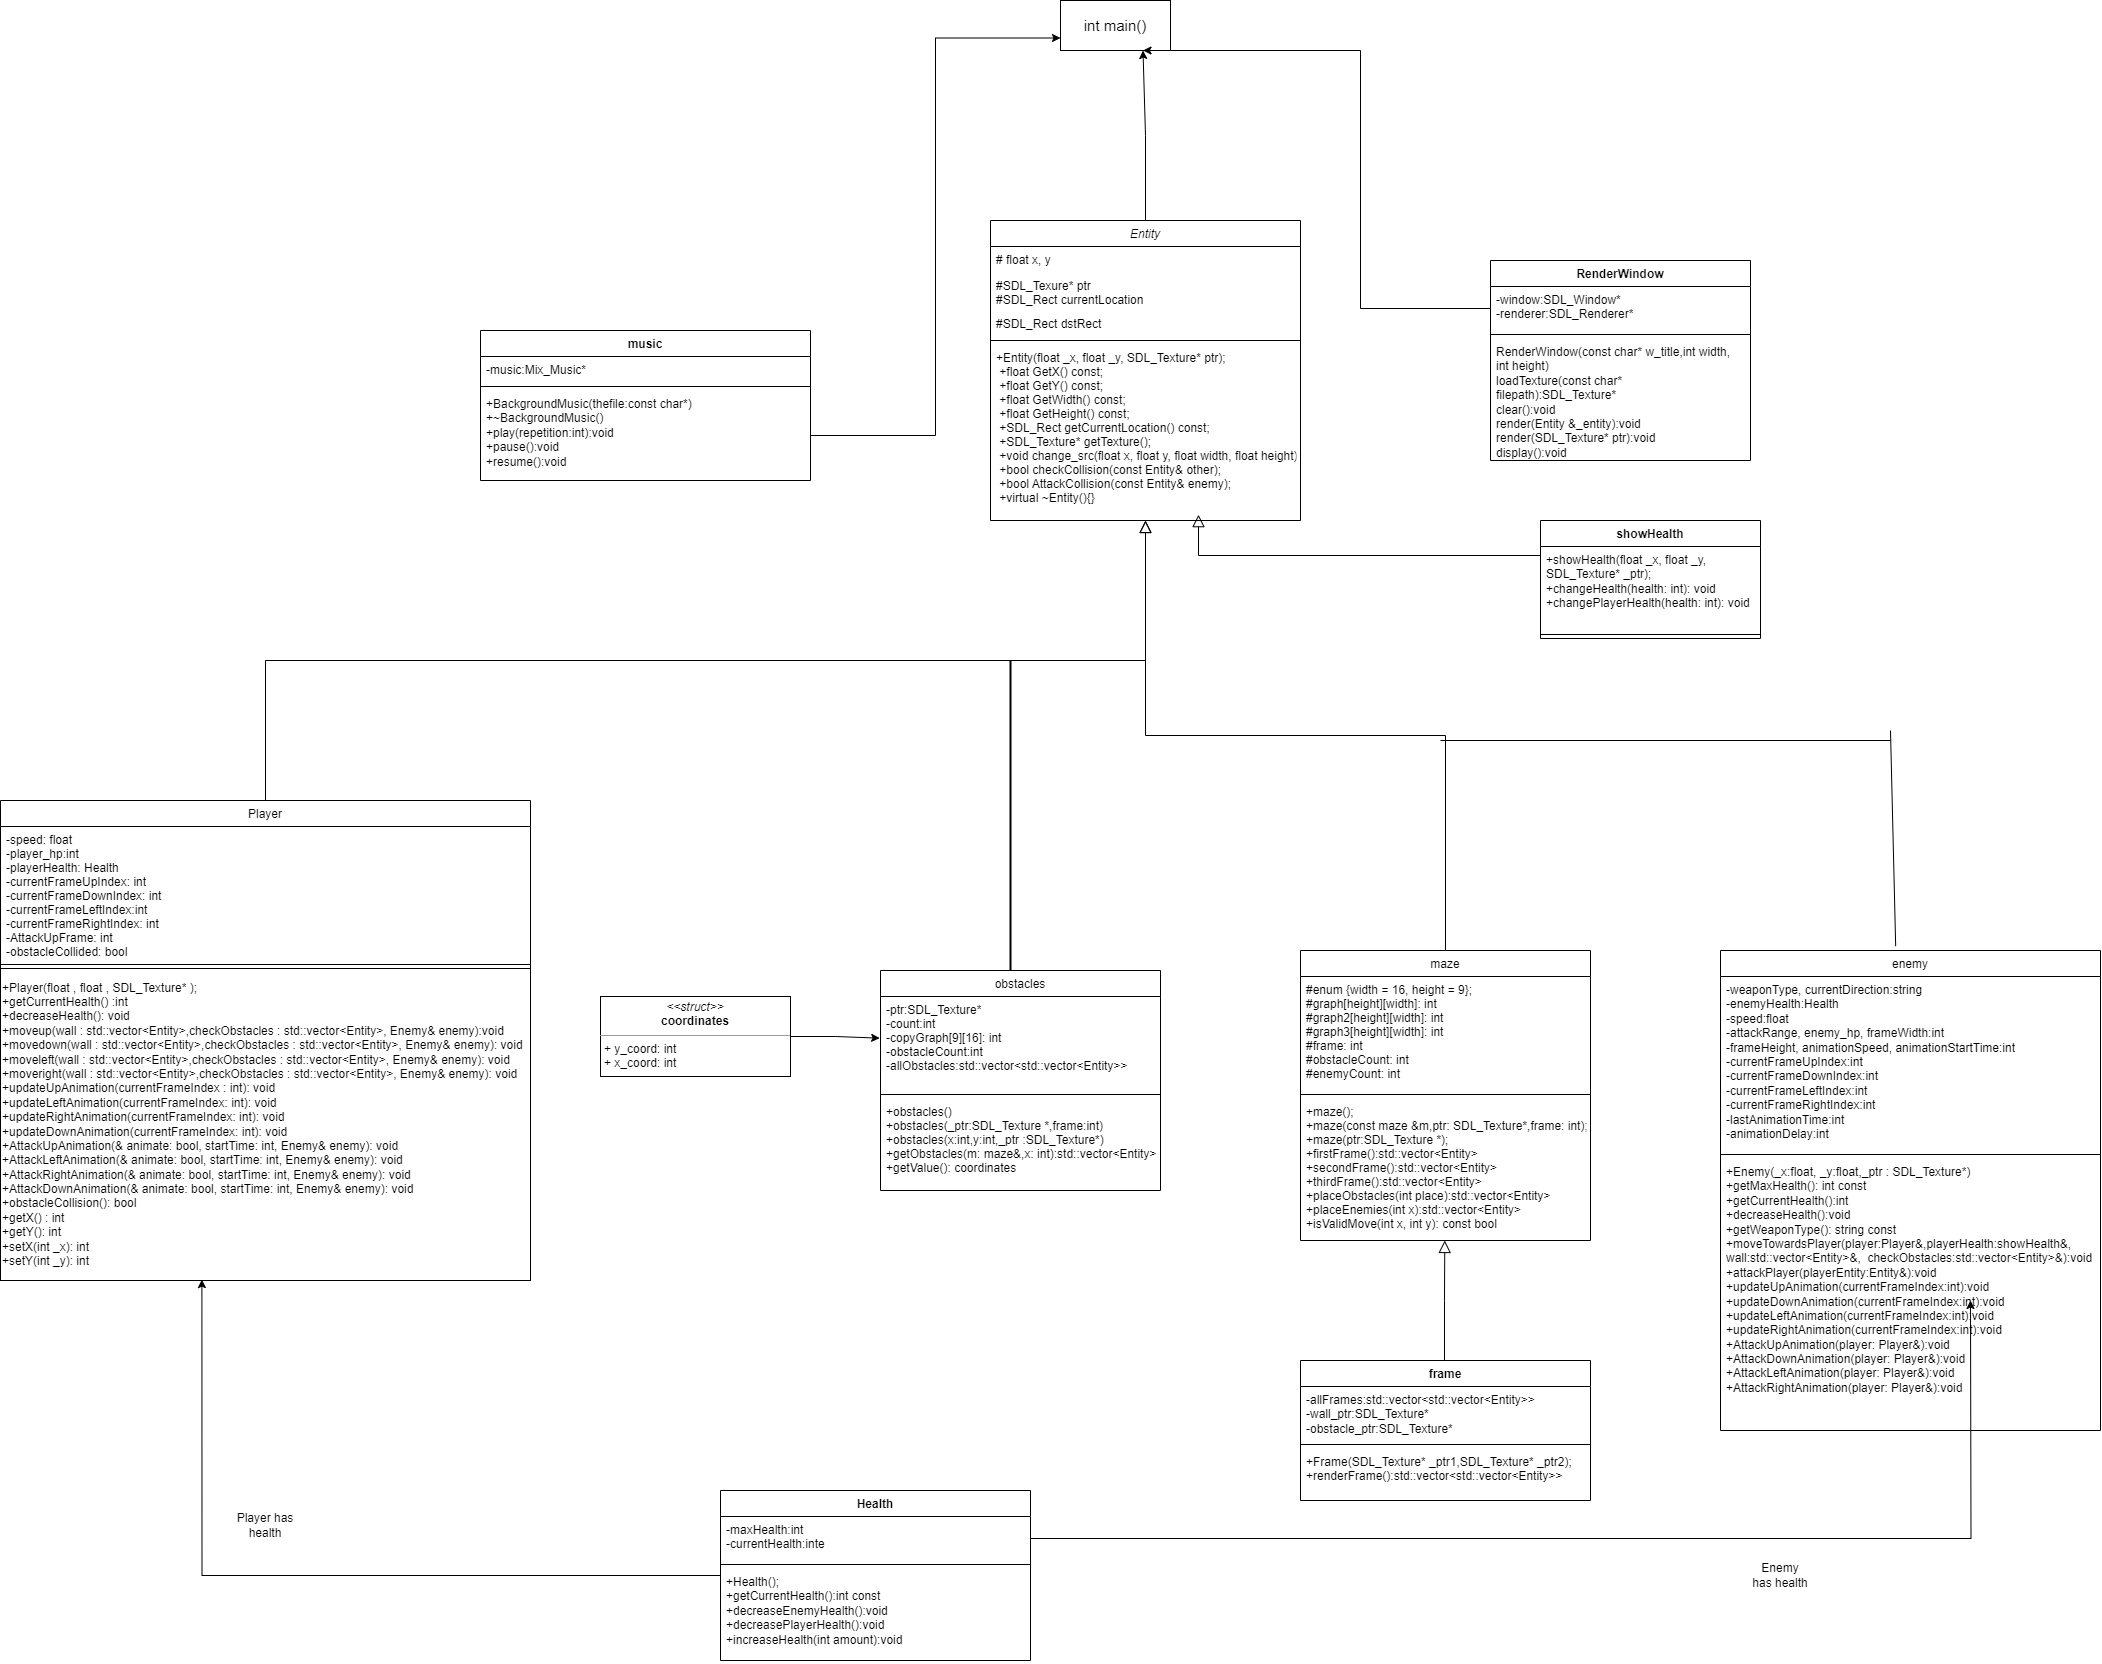 int main()
Entity
# float x, y
#SDL_Texure* ptr
#SDL_Rect currentLocation
#SDL_Rect dstRect
+Entity(float _x, float _y, SDL_Texture* ptr);
+float GetX() const;
+float GetY() const;
+float GetWidth() const;
+float GetHeight() const;
+SDL_Rect getCurrentLocation() const;
+SDL_Texture* getTexture();
+void change_src(float x, float y, float width, float height)
+bool checkCollision(const Entity& other);
+bool AttackCollision(const Entity& enemy);
+virtual ~Entity(){}
RenderWindow
-window:SDL_Window*
-renderer:SDL_Renderer*
RenderWindow(const char* w_title,int width,
int height)
loadTexture(const char*
filepath):SDL_Texture*
clear():void
render(Entity &_entity):void
render(SDL_Texture* ptr):void
display():void
music
-music:Mix_Music*
+BackgroundMusic(thefile:const char*)
+~BackgroundMusic()
+play(repetition:int):void
+pause():void
+resume():void
showHealth
+showHealth(float _x, float _y,
SDL_Texture* _ptr);
+changeHealth(health: int): void
+changePlayerHealth(health: int): void
Player
-speed: float
-player_hp:int
-playerHealth: Health
-currentFrameUpIndex: int
-currentFrameDownIndex: int
-currentFrameLeftIndex:int
-currentFrameRightIndex: int
-AttackUpFrame: int
-obstacleCollided: bool
+Player(float , float , SDL_Texture* );
+getCurrentHealth() :int
+decreaseHealth(): void
+moveup(wall : std::vector<Entity>,checkObstacles : std::vector<Entity>, Enemy& enemy):void
+movedown(wall : std::vector<Entity>,checkObstacles : std::vector<Entity>, Enemy& enemy): void
+moveleft(wall : std::vector<Entity>,checkObstacles : std::vector<Entity>, Enemy& enemy): void
+moveright(wall : std::vector<Entity>,checkObstacles : std::vector<Entity>, Enemy& enemy): void
+updateUpAnimation(currentFrameIndex : int): void
+updateLeftAnimation(currentFrameIndex: int): void
+updateRightAnimation(currentFrameIndex: int): void
+updateDownAnimation(currentFrameIndex: int): void
+AttackUpAnimation(& animate: bool, startTime: int, Enemy& enemy): void
+AttackLeftAnimation(& animate: bool, startTime: int, Enemy& enemy): void
+AttackRightAnimation(& animate: bool, startTime: int, Enemy& enemy): void
+AttackDownAnimation(& animate: bool, startTime: int, Enemy& enemy): void
+obstacleCollision(): bool
+getX() : int
+getY(): int
+setX(int _x): int
+setY(int _y): int
<<struct>>
coordinates
+ y_coord: int
+ x_coord: int
obstacles
-ptr:SDL_Texture*
-count:int
-copyGraph[9][16]: int
-obstacleCount:int
-allObstacles:std::vector<std::vector<Entity>>
+obstacles()
+obstacles(_ptr:SDL_Texture *,frame:int)
+obstacles(x:int,y:int,_ptr :SDL_Texture*)
+getObstacles(m: maze&,x: int):std::vector<Entity>
+getValue(): coordinates
maze
#enum {width = 16, height = 9};
#graph[height][width]: int
#graph2[height][width]: int
#graph3[height][width]: int
#frame: int
#obstacleCount: int
#enemyCount: int
+maze();
+maze(const maze &m,ptr: SDL_Texture*,frame: int);
+maze(ptr:SDL_Texture *);
+firstFrame():std::vector<Entity>
+secondFrame():std::vector<Entity>
+thirdFrame():std::vector<Entity>
+placeObstacles(int place):std::vector<Entity>
+placeEnemies(int x):std::vector<Entity>
+isValidMove(int x, int y): const bool
enemy
-weaponType, currentDirection:string
-enemyHealth:Health
-speed:float
-attackRange, enemy_hp, frameWidth:int
-frameHeight, animationSpeed, animationStartTime:int
-currentFrameUpIndex:int
-currentFrameDownIndex:int
-currentFrameLeftIndex:int
-currentFrameRightIndex:int
-lastAnimationTime:int
-animationDelay:int
+Enemy(_x:float, _y:float,_ptr : SDL_Texture*)
+getMaxHealth(): int const
+getCurrentHealth():int
+decreaseHealth():void
+getWeaponType(): string const
+moveTowardsPlayer(player:Player&,playerHealth:showHealth&,
wall:std::vector<Entity>&,  checkObstacles:std::vector<Entity>&):void
+attackPlayer(playerEntity:Entity&):void
+updateUpAnimation(currentFrameIndex:int):void
+updateDownAnimation(currentFrameIndex:int):void
+updateLeftAnimation(currentFrameIndex:int):void
+updateRightAnimation(currentFrameIndex:int):void
+AttackUpAnimation(player: Player&):void
+AttackDownAnimation(player: Player&):void
+AttackLeftAnimation(player: Player&):void
+AttackRightAnimation(player: Player&):void
frame
-allFrames:std::vector<std::vector<Entity>>
-wall_ptr:SDL_Texture*
-obstacle_ptr:SDL_Texture*
+Frame(SDL_Texture* _ptr1,SDL_Texture* _ptr2);
+renderFrame():std::vector<std::vector<Entity>>
Player has
health
Health
-maxHealth:int
-currentHealth:inte
+Health();
+getCurrentHealth():int const
+decreaseEnemyHealth():void
+decreasePlayerHealth():void
+increaseHealth(int amount):void
Enemy
has health